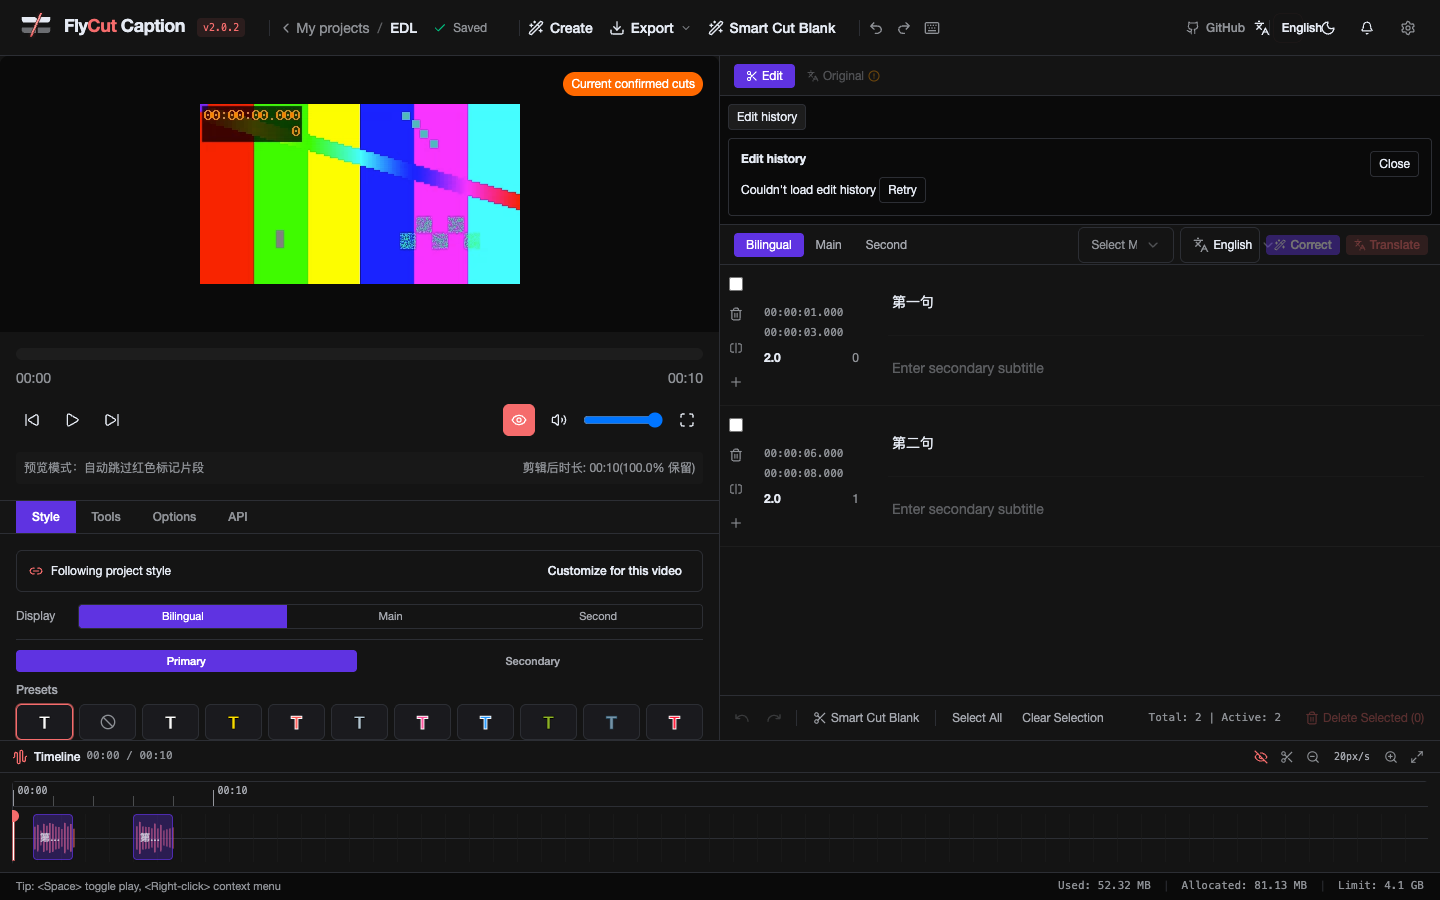 FlyCut Caption
v2.0.2
My projects / EDL
Saved
Create
Export
Smart Cut Blank
GitHub
English
Current confirmed cuts
00:00:00.000
0
Edit
Original
Edit history
Edit history
Close
Couldn't load edit history
Retry
Bilingual
Main
Second
Select M
English
Correct
Translate
00:00:01.000
00:00:03.000
2.0
0
第一句
Enter secondary subtitle
00:00:06.000
00:00:08.000
2.0
1
第二句
Enter secondary subtitle
00:00
00:10
预览模式：自动跳过红色标记片段
剪辑后时长: 00:10(100.0% 保留)
Style
Tools
Options
API
Following project style
Customize for this video
Display
Bilingual
Main
Second
Primary
Secondary
Presets
T
T
T
T
T
T
T
T
T
T
Smart Cut Blank
Select All
Clear Selection
Total: 2 | Active: 2
Delete Selected (0)
Timeline
00:00 / 00:10
20px/s
00:00
00:10
Tip: <Space> toggle play, <Right-click> context menu
Used: 52.32 MB
Allocated: 81.13 MB
Limit: 4.1 GB